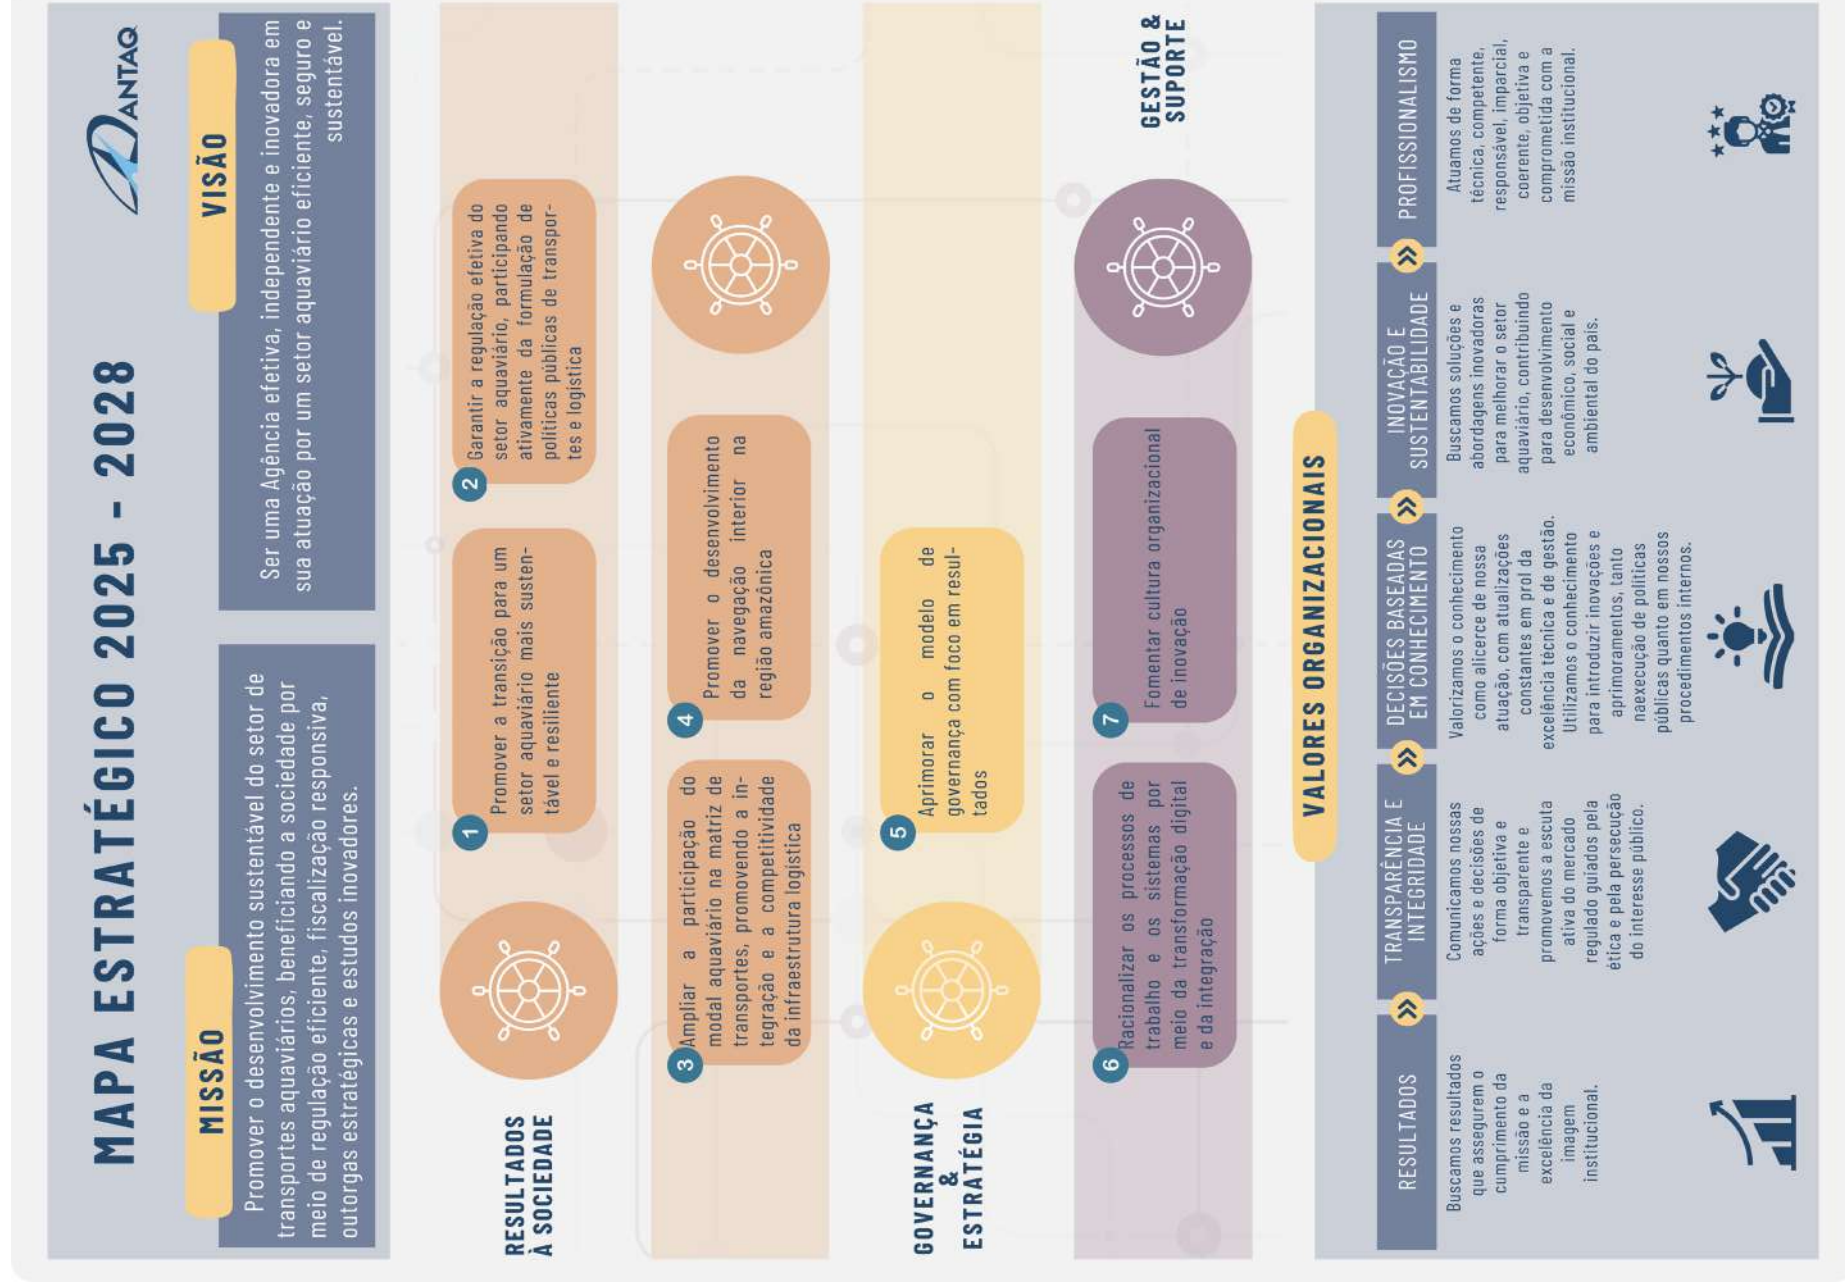 MAPA ESTRATÉGICO 2025 - 2028
ANTAQ
MISSÃO
Promover o desenvolvimento sustentável do setor de
transportes aquaviários, beneficiando a sociedade por
meio de regulação eficiente, fiscalização responsiva,
outorgas estratégicas e estudos inovadores.
VISÃO
Ser uma Agência efetiva, independente e inovadora em
sua atuação por um setor aquaviário eficiente, seguro e
sustentável.
RESULTADOS
À SOCIEDADE
1
Promover a transição para um
setor aquaviário mais susten-
tável e resiliente
2
Garantir a regulação efetiva do
setor aquaviário, participando
ativamente da formulação de
políticas públicas de transpor-
tes e logística
3
Ampliar a participação do
modal aquaviário na matriz de
transportes, promovendo a in-
tegração e a competitividade
da infraestrutura logística
4
Promover o desenvolvimento
da navegação interior na
região amazônica
GOVERNANÇA
&
ESTRATÉGIA
5
Aprimorar o modelo de
governança com foco em resul-
tados
6
Racionalizar os processos de
trabalho e os sistemas por
meio da transformação digital
e da integração
7
Fomentar cultura organizacional
de inovação
GESTÃO &
SUPORTE
VALORES ORGANIZACIONAIS
RESULTADOS
Buscamos resultados
que assegurem o
cumprimento da
missão e a
excelência da
imagem
institucional.
TRANSPARÊNCIA E
INTEGRIDADE
Comunicamos nossas
ações e decisões de
forma objetiva e
transparente e
promovemos a escuta
ativa do mercado
regulado guiados pela
ética e pela persecução
do interesse público.
DECISÕES BASEADAS
EM CONHECIMENTO
Valorizamos o conhecimento
como alicerce de nossa
atuação, com atualizações
constantes em prol da
excelência técnica e de gestão.
Utilizamos o conhecimento
para introduzir inovações e
aprimoramentos, tanto
naexecução de políticas
públicas quanto em nossos
procedimentos internos.
INOVAÇÃO E
SUSTENTABILIDADE
Buscamos soluções e
abordagens inovadoras
para melhorar o setor
aquaviário, contribuindo
para desenvolvimento
econômico, social e
ambiental do país.
PROFISSIONALISMO
Atuamos de forma
técnica, competente,
responsável, imparcial,
coerente, objetiva e
comprometida com a
missão institucional.